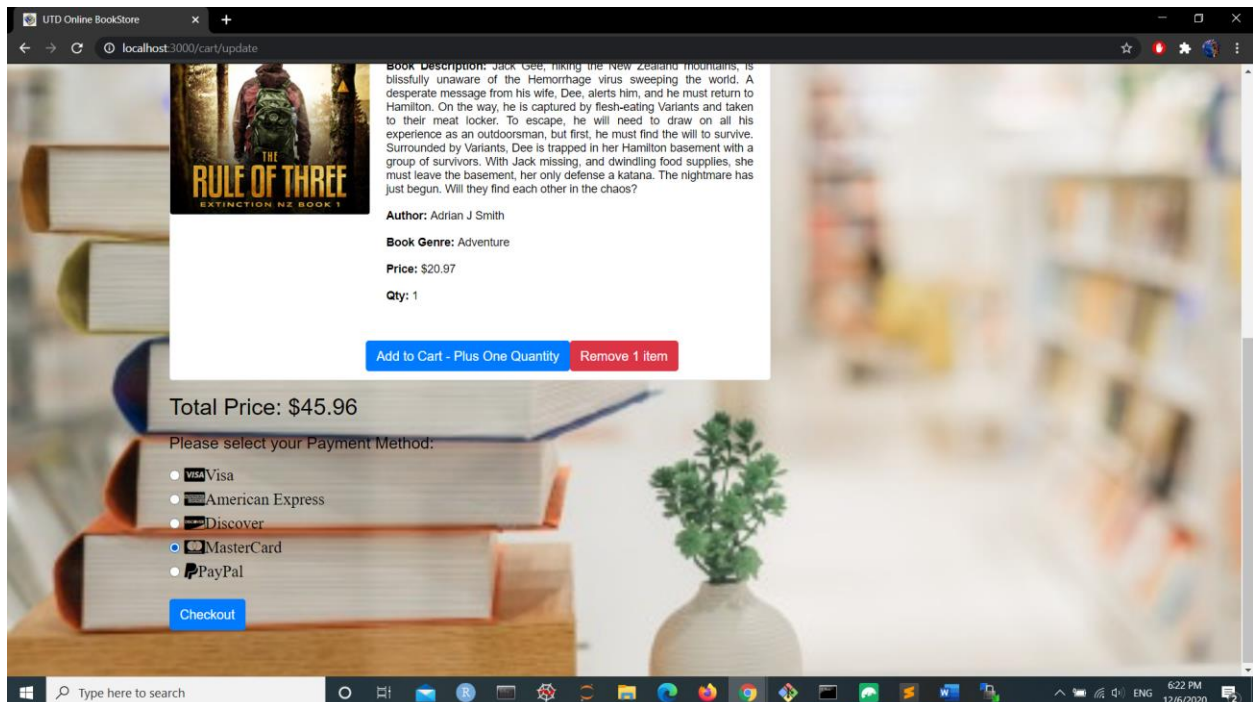 UTD Online BookStore
localhost:3000/cart/update
Book Description: Jack Gee, hiking the New Zealand mountains, is
blissfully unaware of the Hemorrhage virus sweeping the world. A
desperate message from his wife, Dee, alerts him, and he must return to
Hamilton. On the way, he is captured by flesh-eating Variants and taken
to their meat locker. To escape, he will need to draw on all his
experience as an outdoorsman, but first, he must find the will to survive.
Surrounded by Variants, Dee is trapped in her Hamilton basement with a
group of survivors. With Jack missing, and dwindling food supplies, she
must leave the basement, her only defense a katana. The nightmare has
just begun. Will they find each other in the chaos?
THE
RULE OF THREE
EXTINCTION NZ BOOK 1
Author: Adrian J Smith
Book Genre: Adventure
Price: $20.97
Qty: 1
Add to Cart - Plus One Quantity Remove 1 item
Total Price: $45.96
Please select your Payment Method:
VISA Visa
American Express
Discover
MasterCard
PayPal
Checkout
Type here to search
ENG
6:22 PM
12/6/2020